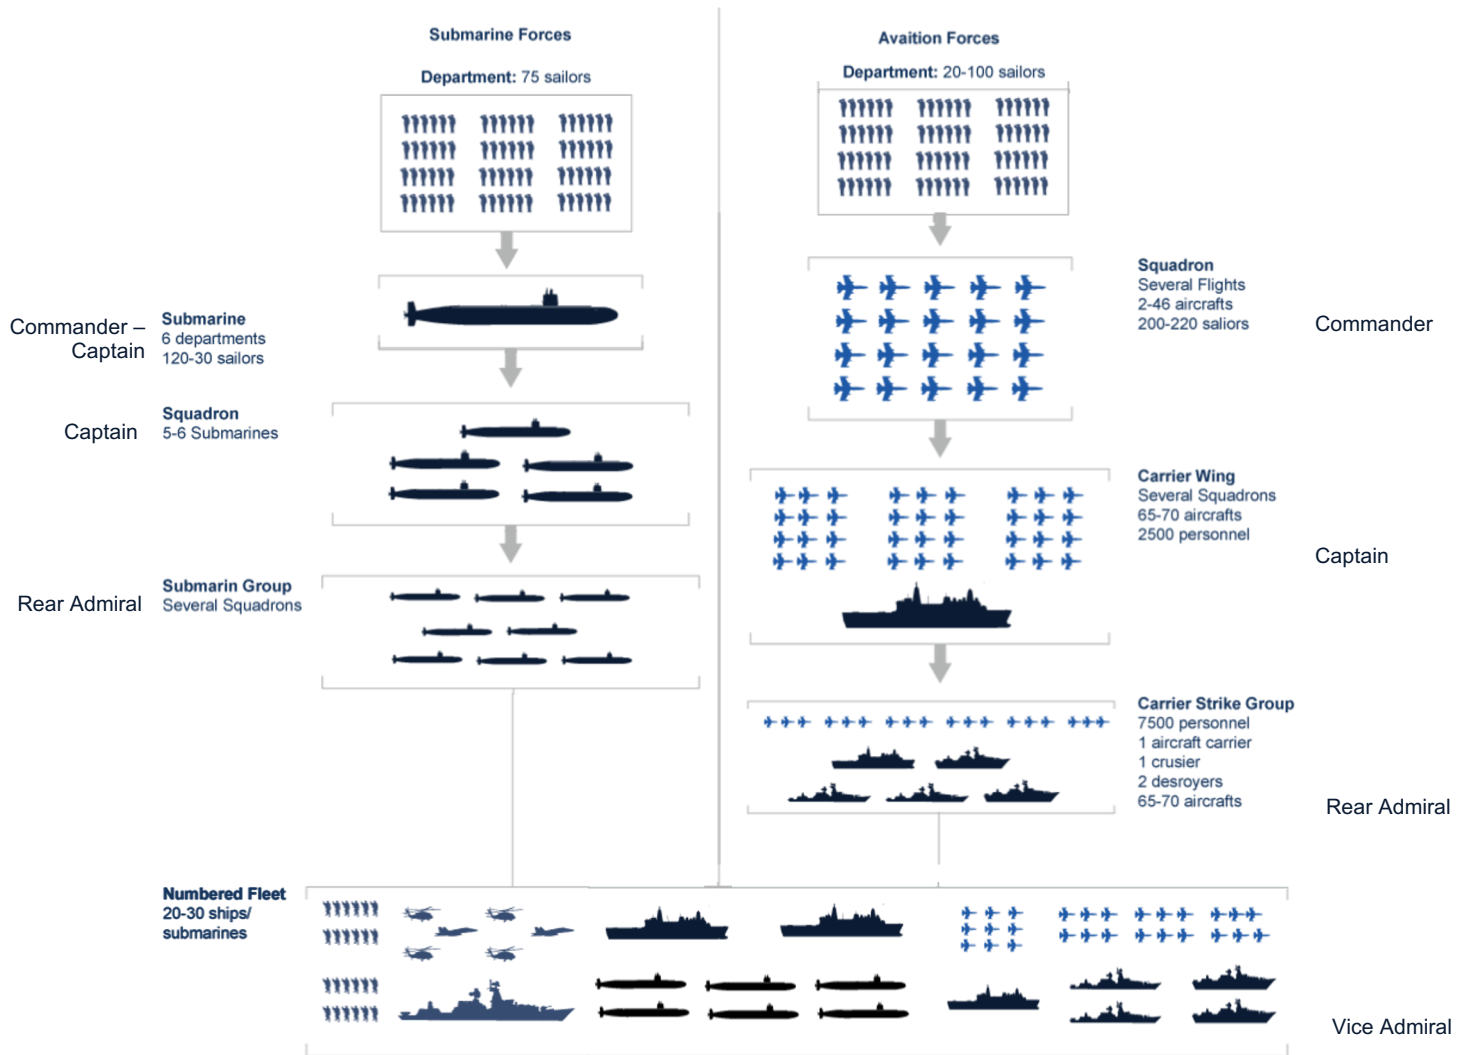 Submarine Forces
Department: 75 sailors
Commander –
Captain
Submarine
6 departments
120-30 sailors
Captain
Squadron
5-6 Submarines
Rear Admiral
Submarin Group
Several Squadrons
Avaition Forces
Department: 20-100 sailors
Squadron
Several Flights
2-46 aircrafts
200-220 saliors
Commander
Carrier Wing
Several Squadrons
65-70 aircrafts
2500 personnel
Captain
Carrier Strike Group
7500 personnel
1 aircraft carrier
1 crusier
2 desroyers
65-70 aircrafts
Rear Admiral
Numbered Fleet
20-30 ships/
submarines
Vice Admiral